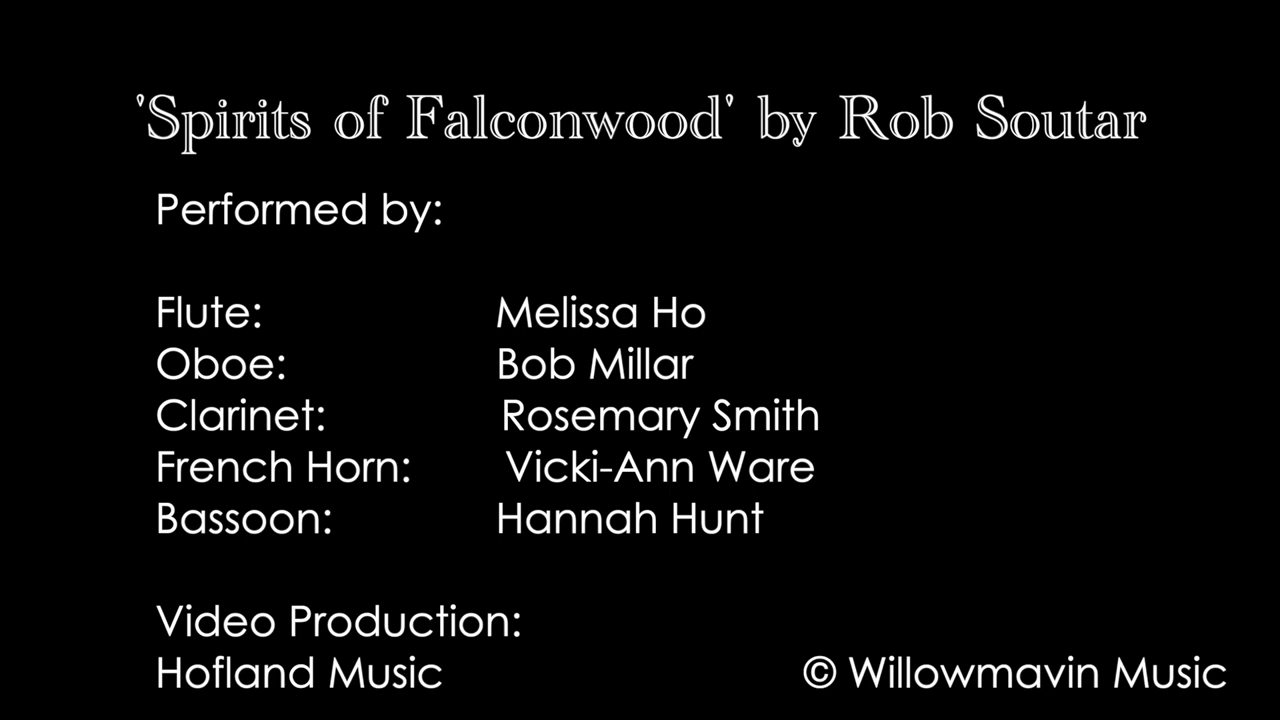 'Spirits of Falconwood' by Rob Soutar
Performed by:
Flute: Melissa Ho
Oboe: Bob Millar
Clarinet: Rosemary Smith
French Horn: Vicki-Ann Ware
Bassoon: Hannah Hunt
Video Production:
Hofland Music © Willowmavin Music